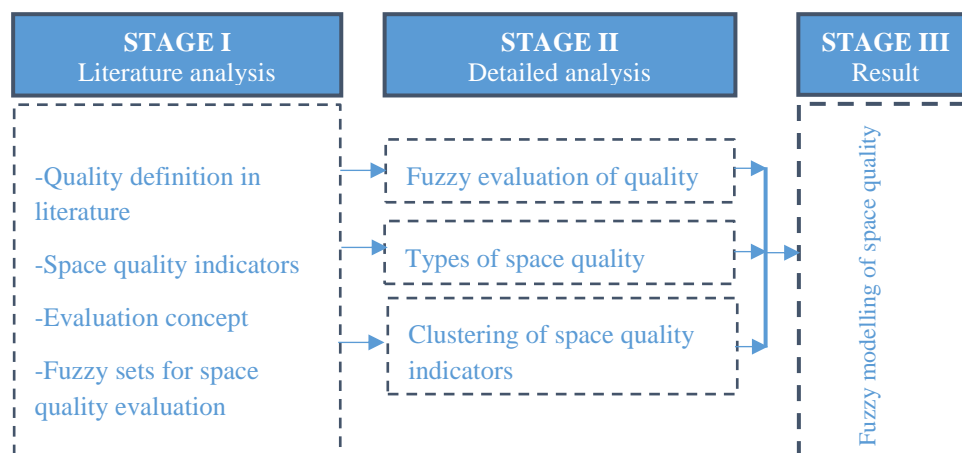 STAGE I
Literature analysis
STAGE II
Detailed analysis
STAGE III
Result
-Quality definition in
literature
-Space quality indicators
-Evaluation concept
-Fuzzy sets for space
quality evaluation
Fuzzy evaluation of quality
Types of space quality
Clustering of space quality
indicators
Fuzzy modelling of space quality